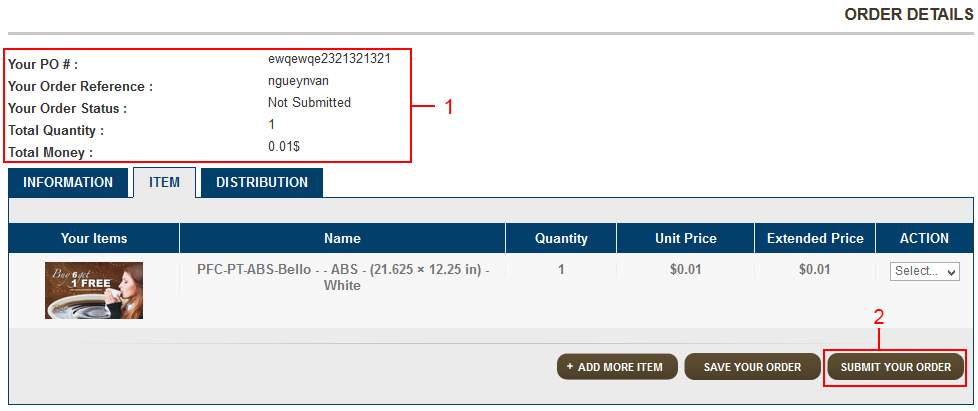 ORDER DETAILS
Your PO # : ewqewqe2321321321
Your Order Reference : ngueynvan
Your Order Status : Not Submitted
Total Quantity : 1
Total Money : 0.01$
1
INFORMATION ITEM DISTRIBUTION
Your Items Name Quantity Unit Price Extended Price ACTION
Buy 6 get
1 FREE
PFC-PT-ABS-Bello - - ABS - (21.625 × 12.25 in) -
White
1 $0.01 $0.01 Select...
2
+ ADD MORE ITEM SAVE YOUR ORDER SUBMIT YOUR ORDER